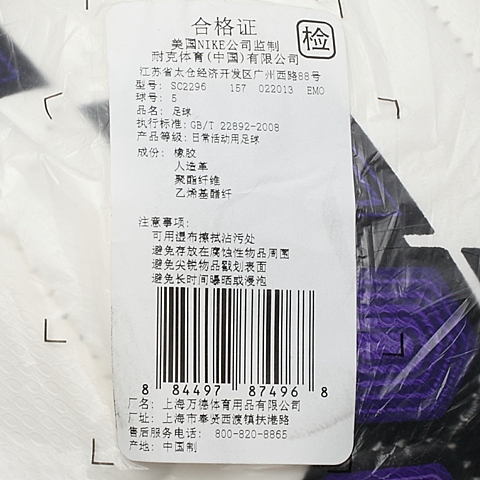 合格证
检
美国NIKE公司监制
耐克体育(中国)有限公司
江苏省太仓经济开发区广州西路88号
型号: SC2296 157 022013 EMO
球号: 5
品名: 足球
执行标准: GB/T 22892-2008
产品等级: 日常活动用足球
成份: 橡胶
人造革
聚酯纤维
乙烯基醋纤
注意事项:
可用湿布擦拭沾污处
避免存放在腐蚀性物品周围
避免尖锐物品戳划表面
避免长时间曝晒或浸泡
8 84497 87496 8
厂名: 上海万德体育用品有限公司
厂址: 上海市奉贤西渡镇扶港路
售后服务电话: 800-820-8865
产地: 中国制